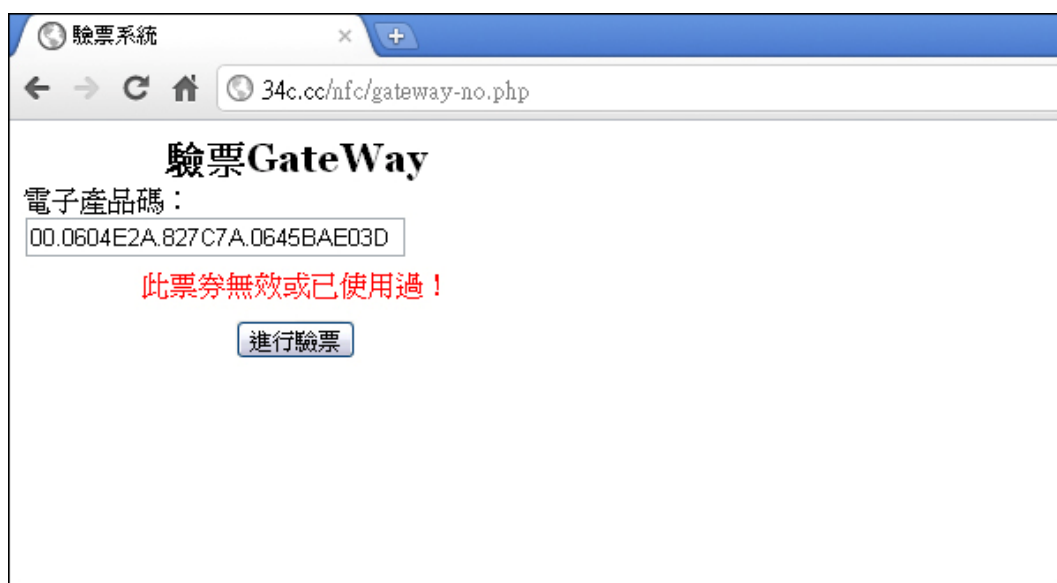 驗票系統
34c.cc/nfc/gateway-no.php
驗票GateWay
電子產品碼：
00.0604E2A.827C7A.0645BAE03D
此票券無效或已使用過！
進行驗票